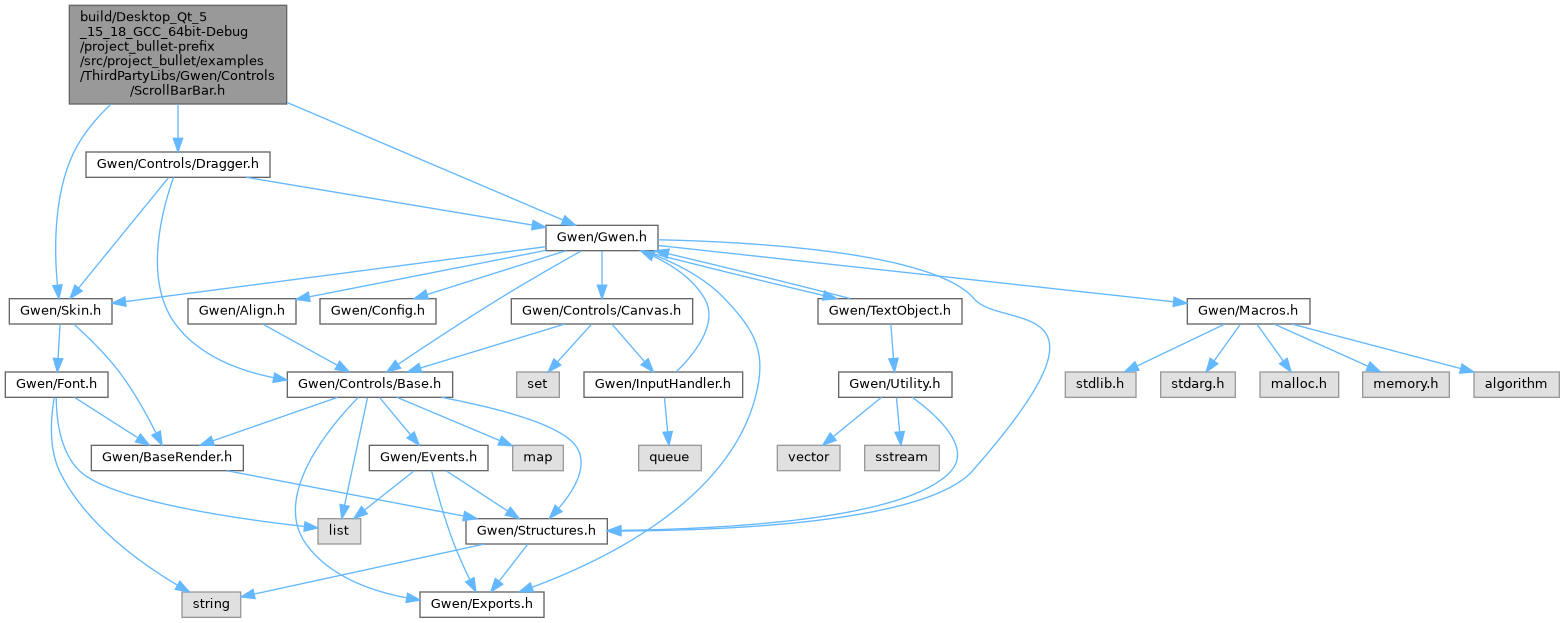 build/Desktop_Qt_5
_15_18_GCC_64bit-Debug
/project_bullet-prefix
/src/project_bullet/examples
/ThirdPartyLibs/Gwen/Controls
/ScrollBarBar.h
Gwen/Controls/Dragger.h
Gwen/Gwen.h
Gwen/Skin.h
Gwen/Align.h
Gwen/Config.h
Gwen/Controls/Canvas.h
Gwen/TextObject.h
Gwen/Macros.h
Gwen/Font.h
Gwen/Controls/Base.h
set
Gwen/InputHandler.h
Gwen/Utility.h
stdlib.h
stdarg.h
malloc.h
memory.h
algorithm
Gwen/BaseRender.h
Gwen/Events.h
map
queue
vector
sstream
list
Gwen/Structures.h
string
Gwen/Exports.h